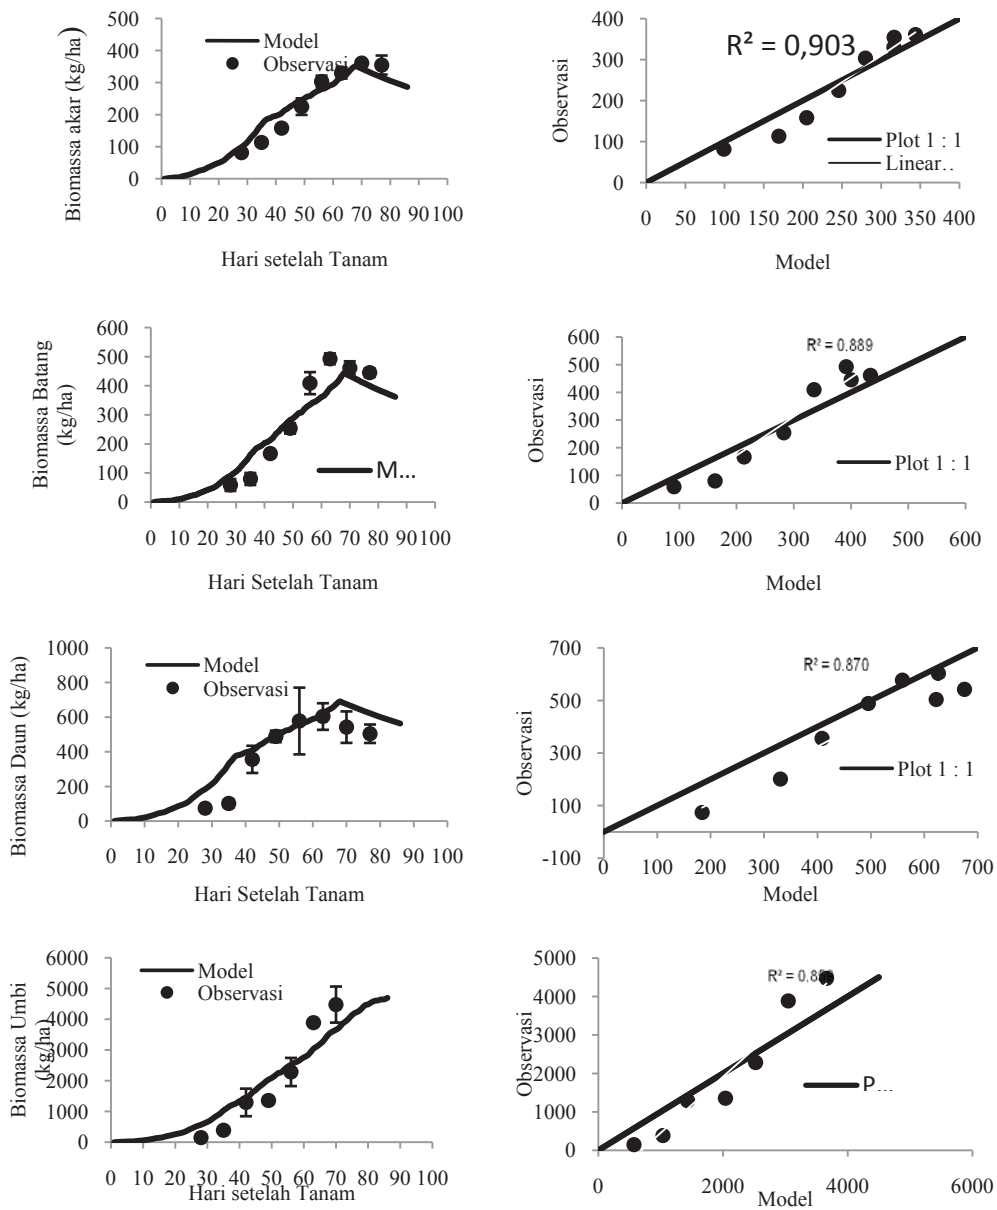 500
400
300
200
100
0
Biomassa akar (kg/ha)
Model
Observasi
0 10 20 30 40 50 60 70 80 90 100
Hari setelah Tanam
400
300
200
100
0
Observasi
R² = 0,903
Plot 1 : 1
Linear..
0 50 100 150 200 250 300 350 400
Model
600
500
400
300
200
100
0
Biomassa Batang
(kg/ha)
M...
0 10 20 30 40 50 60 70 80 90 100
Hari Setelah Tanam
600
500
400
300
200
100
0
Observasi
R² = 0.889
Plot 1 : 1
0 100 200 300 400 500 600
Model
1000
800
600
400
200
0
Biomassa Daun (kg/ha)
Model
Observasi
0 10 20 30 40 50 60 70 80 90 100
Hari Setelah Tanam
700
500
300
100
-100
Observasi
R² = 0.870
Plot 1 : 1
0 100 200 300 400 500 600 700
Model
6000
5000
4000
3000
2000
1000
0
Biomassa Umbi
(kg/ha)
Model
Observasi
0 10 20 30 40 50 60 70 80 90 100
Hari setelah Tanam
5000
4000
3000
2000
1000
0
Observasi
R² =
P...
0 2000 4000 6000
Model